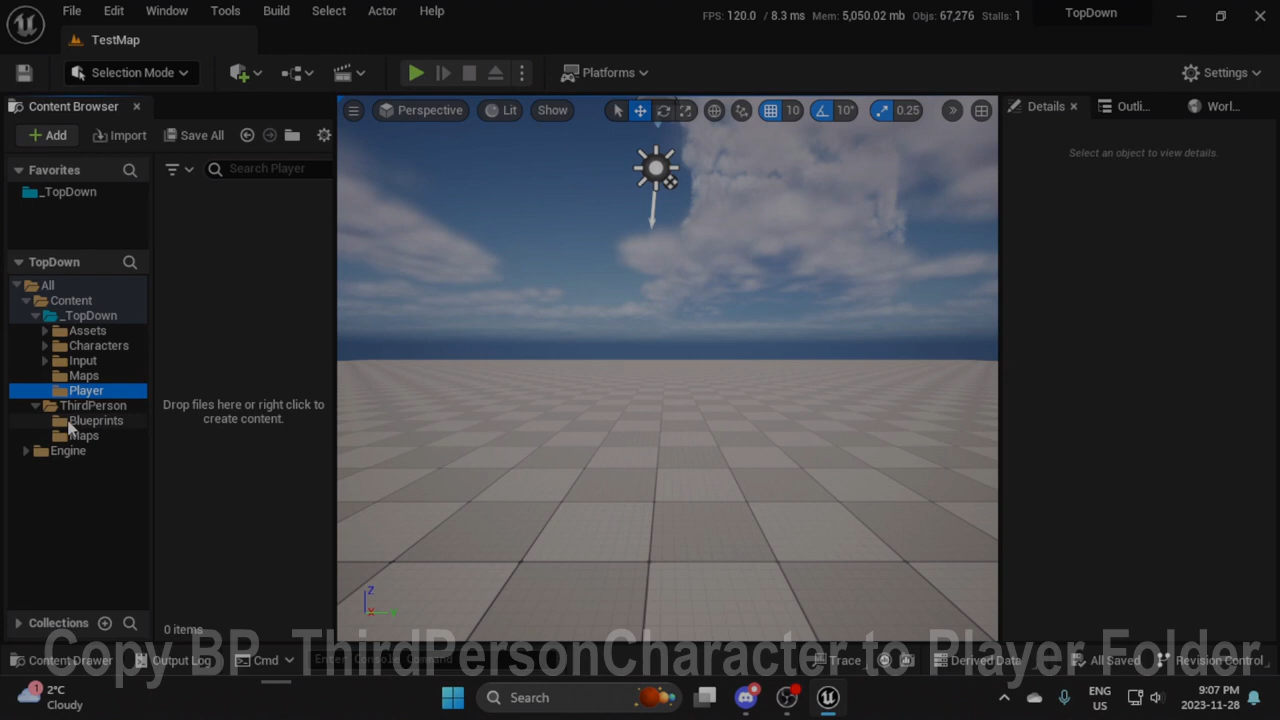 File Edit Window Tools Build Select Actor Help
FPS: 120.0 / 8.3 ms Mem: 5,050.02 mb Objs: 67,276 Stalls: 1
TopDown
TestMap
Selection Mode
Platforms
Settings
Content Browser
Add
Import
Save All
Favorites
_TopDown
Search Player
TopDown
All
Content
_TopDown
Assets
Characters
Input
Maps
Player
ThirdPerson
Blueprints
Maps
Engine
Drop files here or right click to
create content.
Collections
0 items
Perspective
Lit
Show
10
10°
0.25
Z
Details
Outli...
Worl...
Select an object to view details.
Copy BP_ThirdPersonCharacter to Player Folder
Content Drawer
Output Log
Cmd
Enter Console Command
Trace
Derived Data
All Saved
Revision Control
1
2°C
Cloudy
Search
ENG
US
9:07 PM
2023-11-28